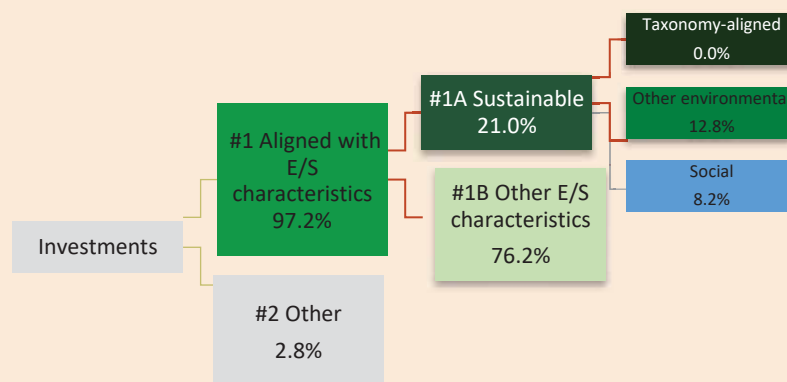 Investments
#1 Aligned with
E/S
characteristics
97.2%
#2 Other
2.8%
#1A Sustainable
21.0%
#1B Other E/S
characteristics
76.2%
Taxonomy-aligned
0.0%
Other environmenta
12.8%
Social
8.2%